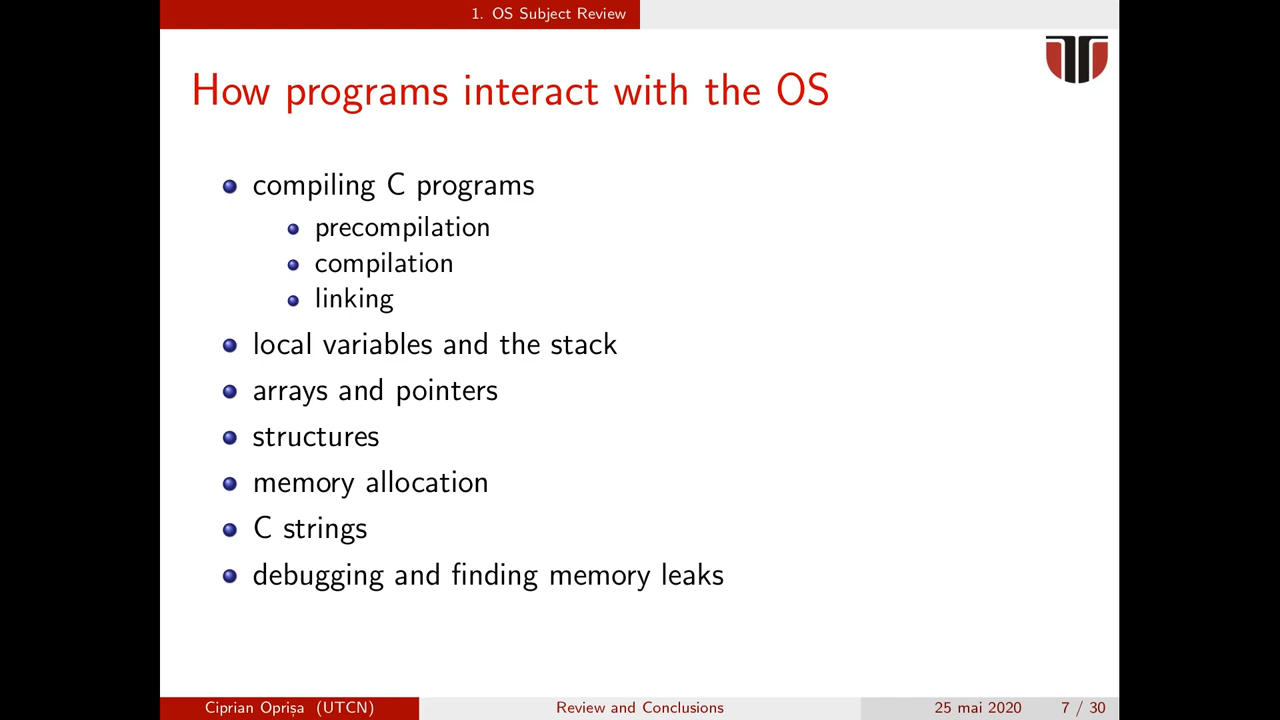 1. OS Subject Review
How programs interact with the OS
compiling C programs
precompilation
compilation
linking
local variables and the stack
arrays and pointers
structures
memory allocation
C strings
debugging and finding memory leaks
Ciprian Oprișa (UTCN) Review and Conclusions 25 mai 2020 7 / 30